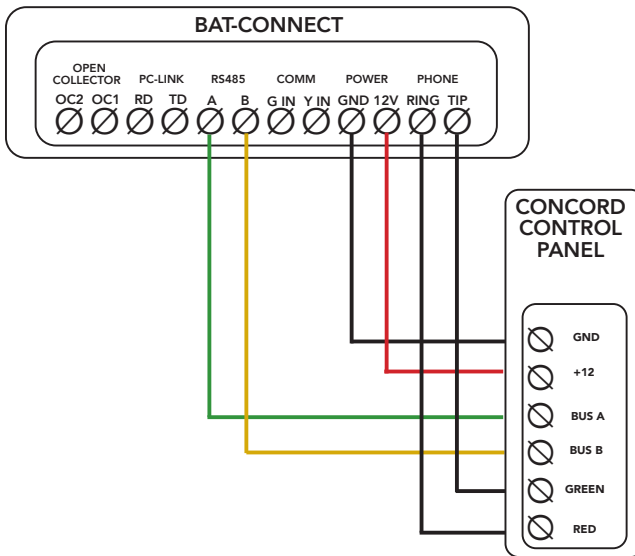 BAT-CONNECT
OPEN
COLLECTOR PC-LINK RS485 COMM POWER PHONE
OC2 OC1 RD TD A B G IN Y IN GND 12V RING TIP
CONCORD
CONTROL
PANEL
GND
+12
BUS A
BUS B
GREEN
RED